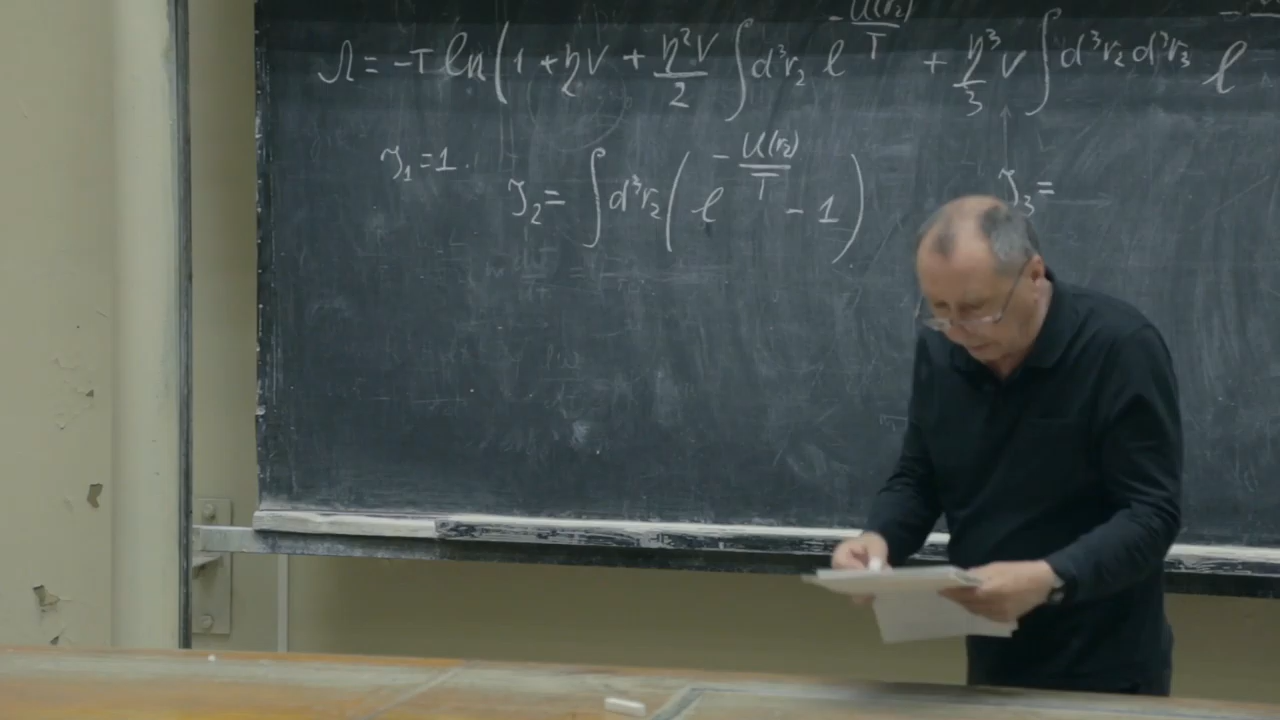 Ω = -T ln(1 + ηV + η²V/2 ∫d³r₂ e^{-U(r₂)/T} + η³/3 V ∫d³r₂ d³r₃ e
J₁ = 1. J₂ = ∫d³r₂ (e^{-U(r₂)/T} - 1) J₃ =